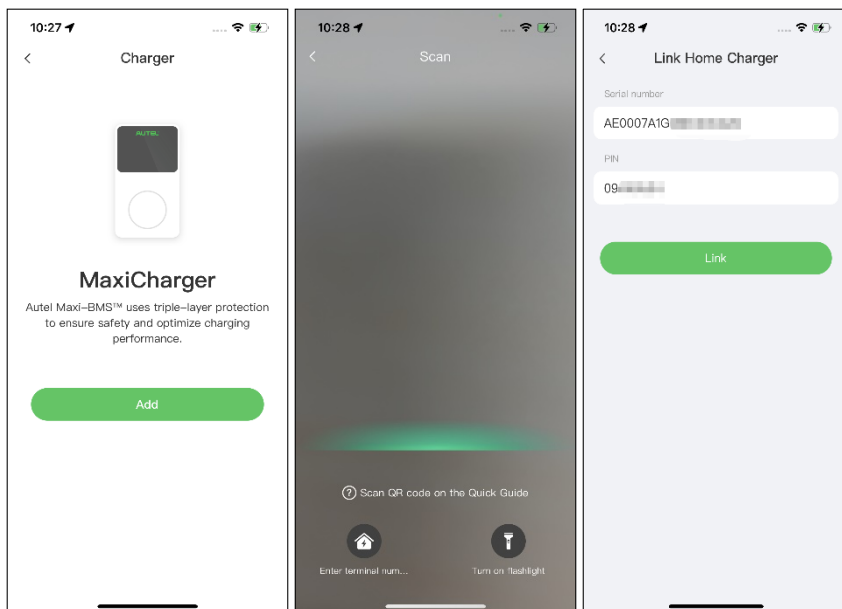 10:27
Charger
AUTEL
MaxiCharger
Autel Maxi-BMS™ uses triple-layer protection
to ensure safety and optimize charging
performance.
Add
10:28
Scan
Scan QR code on the Quick Guide
Enter terminal num...
Turn on flashlight
10:28
Link Home Charger
Serial number
AE0007A1G
PIN
09
Link